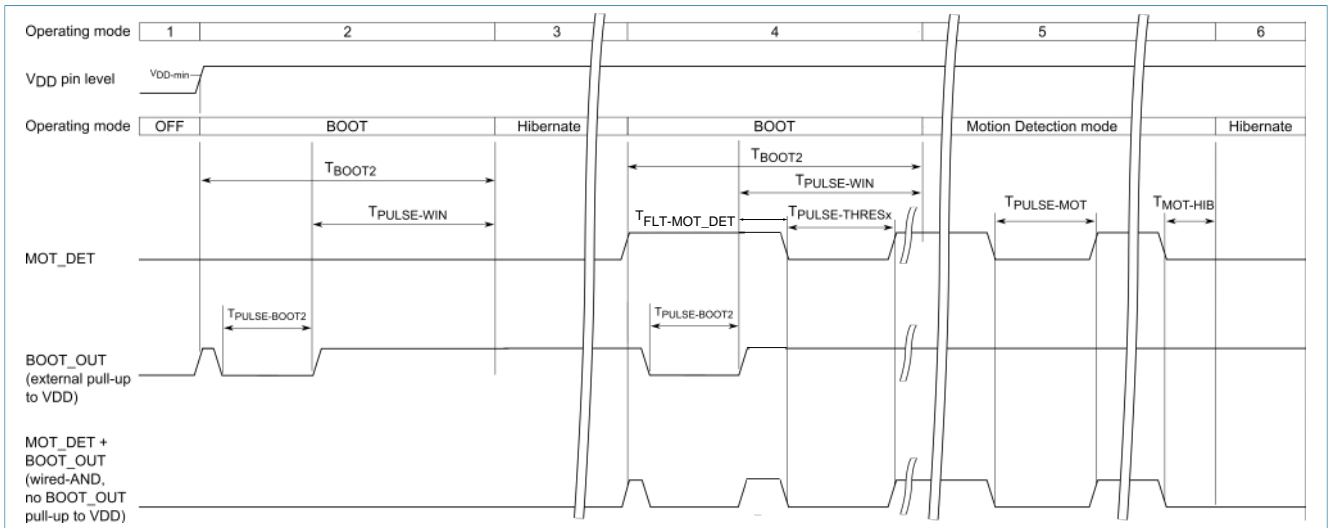 Operating mode 1 2 3 4 5 6
VDD pin level VDD-min
Operating mode OFF BOOT Hibernate BOOT Motion Detection mode Hibernate
TBOOT2 TBOOT2
TPULSE-WIN TPULSE-WIN
TFLT-MOT_DET TPULSE-THRESx TPULSE-MOT TMOT-HIB
MOT_DET
TPULSE-BOOT2 TPULSE-BOOT2
BOOT_OUT
(external pull-up
to VDD)
MOT_DET +
BOOT_OUT
(wired-AND,
no BOOT_OUT
pull-up to VDD)